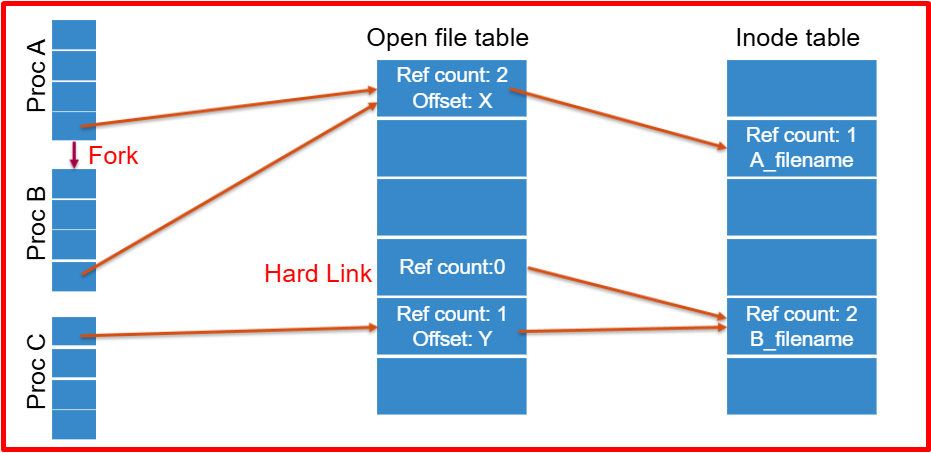 Open file table
Inode table
Proc A
Ref count: 2
Offset: X
Ref count: 1
A_filename
Fork
Proc B
Hard Link
Ref count:0
Proc C
Ref count: 1
Offset: Y
Ref count: 2
B_filename